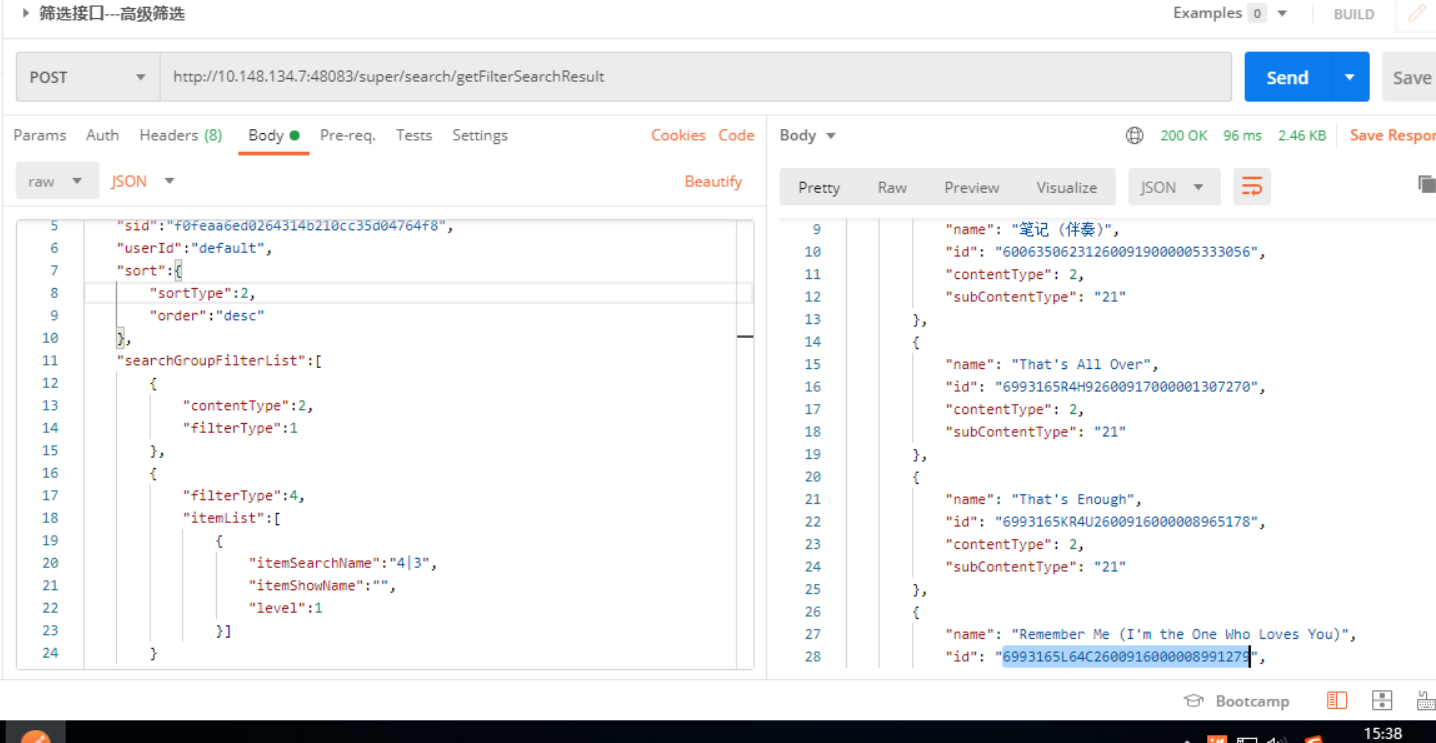 筛选接口---高级筛选
Examples 0
BUILD
POST
http://10.148.134.7:48083/super/search/getFilterSearchResult
Send
Save
Params Auth Headers (8) Body Pre-req. Tests Settings
Cookies Code
raw JSON
Beautify
5 "sid":"f0feaa6ed0264314b210cc35d04764f8",
6 "userId":"default",
7 "sort":{
8 "sortType":2,
9 "order":"desc"
10 },
11 "searchGroupFilterList":[
12 {
13 "contentType":2,
14 "filterType":1
15 },
16 {
17 "filterType":4,
18 "itemList":[
19 {
20 "itemSearchName":"4|3",
21 "itemShowName":"",
22 "level":1
23 }]
24 }
Body
200 OK 96 ms 2.46 KB Save Respor
Pretty Raw Preview Visualize JSON
9 "name": "笔记（伴奏）",
10 "id": "600635062312600919000005333056",
11 "contentType": 2,
12 "subContentType": "21"
13 },
14 {
15 "name": "That's All Over",
16 "id": "6993165R4H92600917000001307270",
17 "contentType": 2,
18 "subContentType": "21"
19 },
20 {
21 "name": "That's Enough",
22 "id": "6993165KR4U2600916000008965178",
23 "contentType": 2,
24 "subContentType": "21"
25 },
26 {
27 "name": "Remember Me (I'm the One Who Loves You)",
28 "id": "6993165L64C2600916000008991279",
Bootcamp
15:38